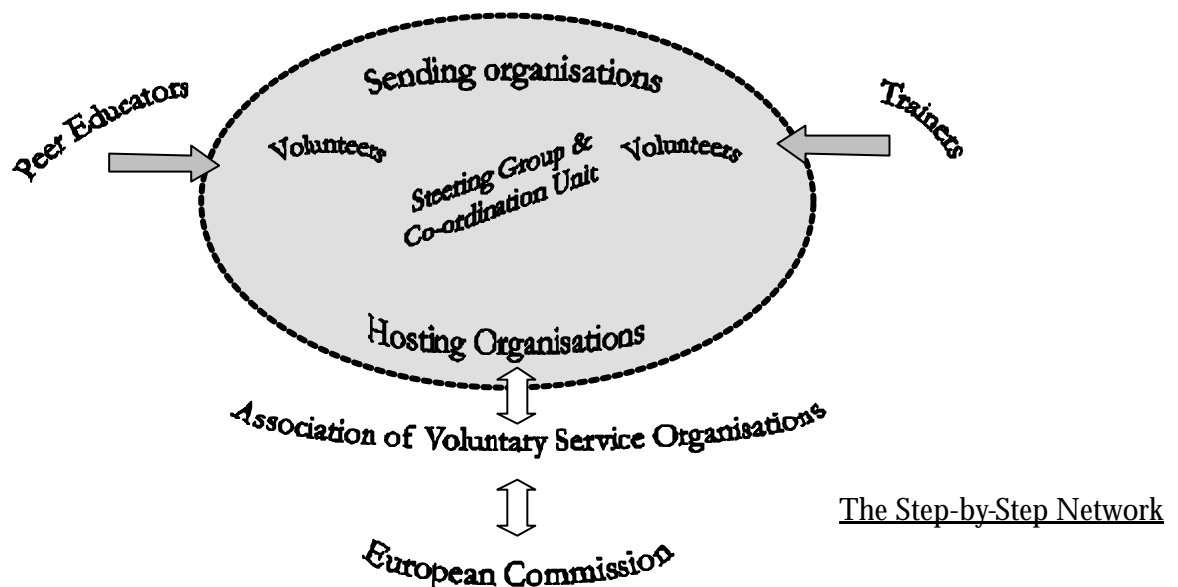 Sending organisations
Peer Educators
Trainers
Volunteers
Volunteers
Steering Group &
Co-ordination Unit
Hosting Organisations
Association of Voluntary Service Organisations
The Step-by-Step Network
European Commission